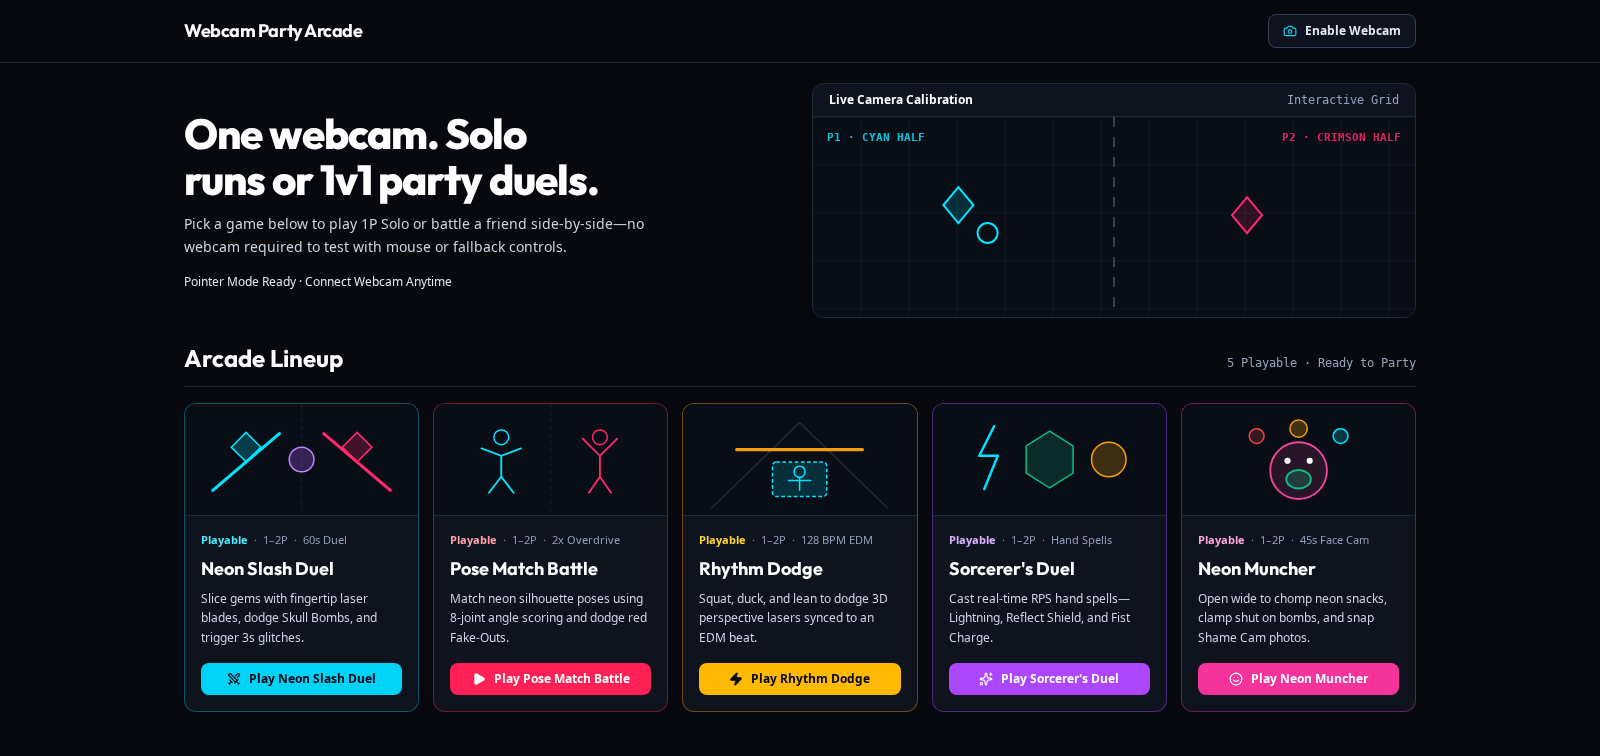 Webcam Party Arcade
Enable Webcam
One webcam. Solo
runs or 1v1 party duels.
Pick a game below to play 1P Solo or battle a friend side-by-side—no
webcam required to test with mouse or fallback controls.
Pointer Mode Ready · Connect Webcam Anytime
Live Camera Calibration
Interactive Grid
P1 · CYAN HALF
P2 · CRIMSON HALF
Arcade Lineup
5 Playable · Ready to Party
Playable · 1–2P · 60s Duel
Neon Slash Duel
Slice gems with fingertip laser
blades, dodge Skull Bombs, and
trigger 3s glitches.
Play Neon Slash Duel
Playable · 1–2P · 2x Overdrive
Pose Match Battle
Match neon silhouette poses using
8-joint angle scoring and dodge red
Fake-Outs.
Play Pose Match Battle
Playable · 1–2P · 128 BPM EDM
Rhythm Dodge
Squat, duck, and lean to dodge 3D
perspective lasers synced to an
EDM beat.
Play Rhythm Dodge
Playable · 1–2P · Hand Spells
Sorcerer's Duel
Cast real-time RPS hand spells—
Lightning, Reflect Shield, and Fist
Charge.
Play Sorcerer's Duel
Playable · 1–2P · 45s Face Cam
Neon Muncher
Open wide to chomp neon snacks,
clamp shut on bombs, and snap
Shame Cam photos.
Play Neon Muncher